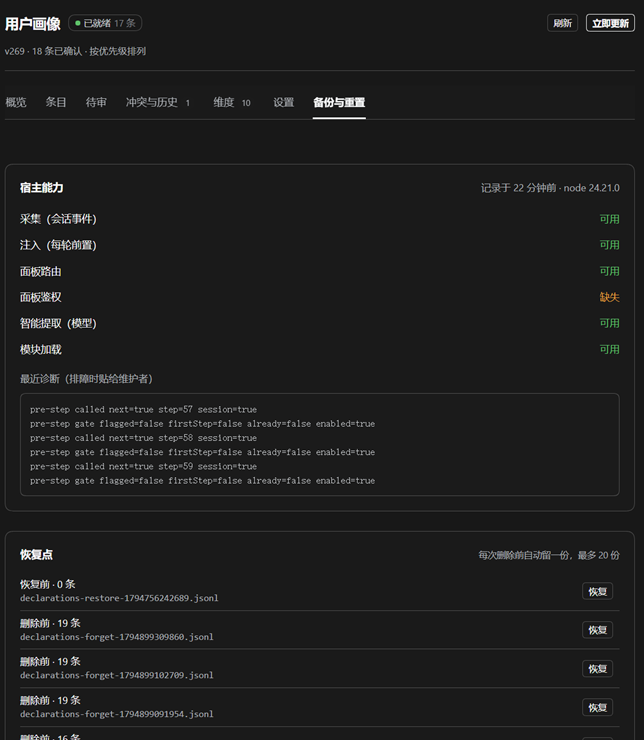 用户画像 已就绪 17 条 刷新 立即更新
v269 · 18 条已确认 · 按优先级排列
概览 条目 待审 冲突与历史 1 维度 10 设置 备份与重置
宿主能力 记录于 22 分钟前 · node 24.21.0
采集（会话事件） 可用
注入（每轮前置） 可用
面板路由 可用
面板鉴权 缺失
智能提取（模型） 可用
模块加载 可用
最近诊断（排障时贴给维护者）
pre-step called next=true step=57 session=true
pre-step gate flagged=false firstStep=false already=false enabled=true
pre-step called next=true step=58 session=true
pre-step gate flagged=false firstStep=false already=false enabled=true
pre-step called next=true step=59 session=true
pre-step gate flagged=false firstStep=false already=false enabled=true
恢复点 每次删除前自动留一份，最多 20 份
恢复前 · 0 条 恢复
declarations-restore-1794756242689.jsonl
删除前 · 19 条 恢复
declarations-forget-1794899309860.jsonl
删除前 · 19 条 恢复
declarations-forget-1794899102709.jsonl
删除前 · 19 条 恢复
declarations-forget-1794899091954.jsonl
删除前 · 16 条